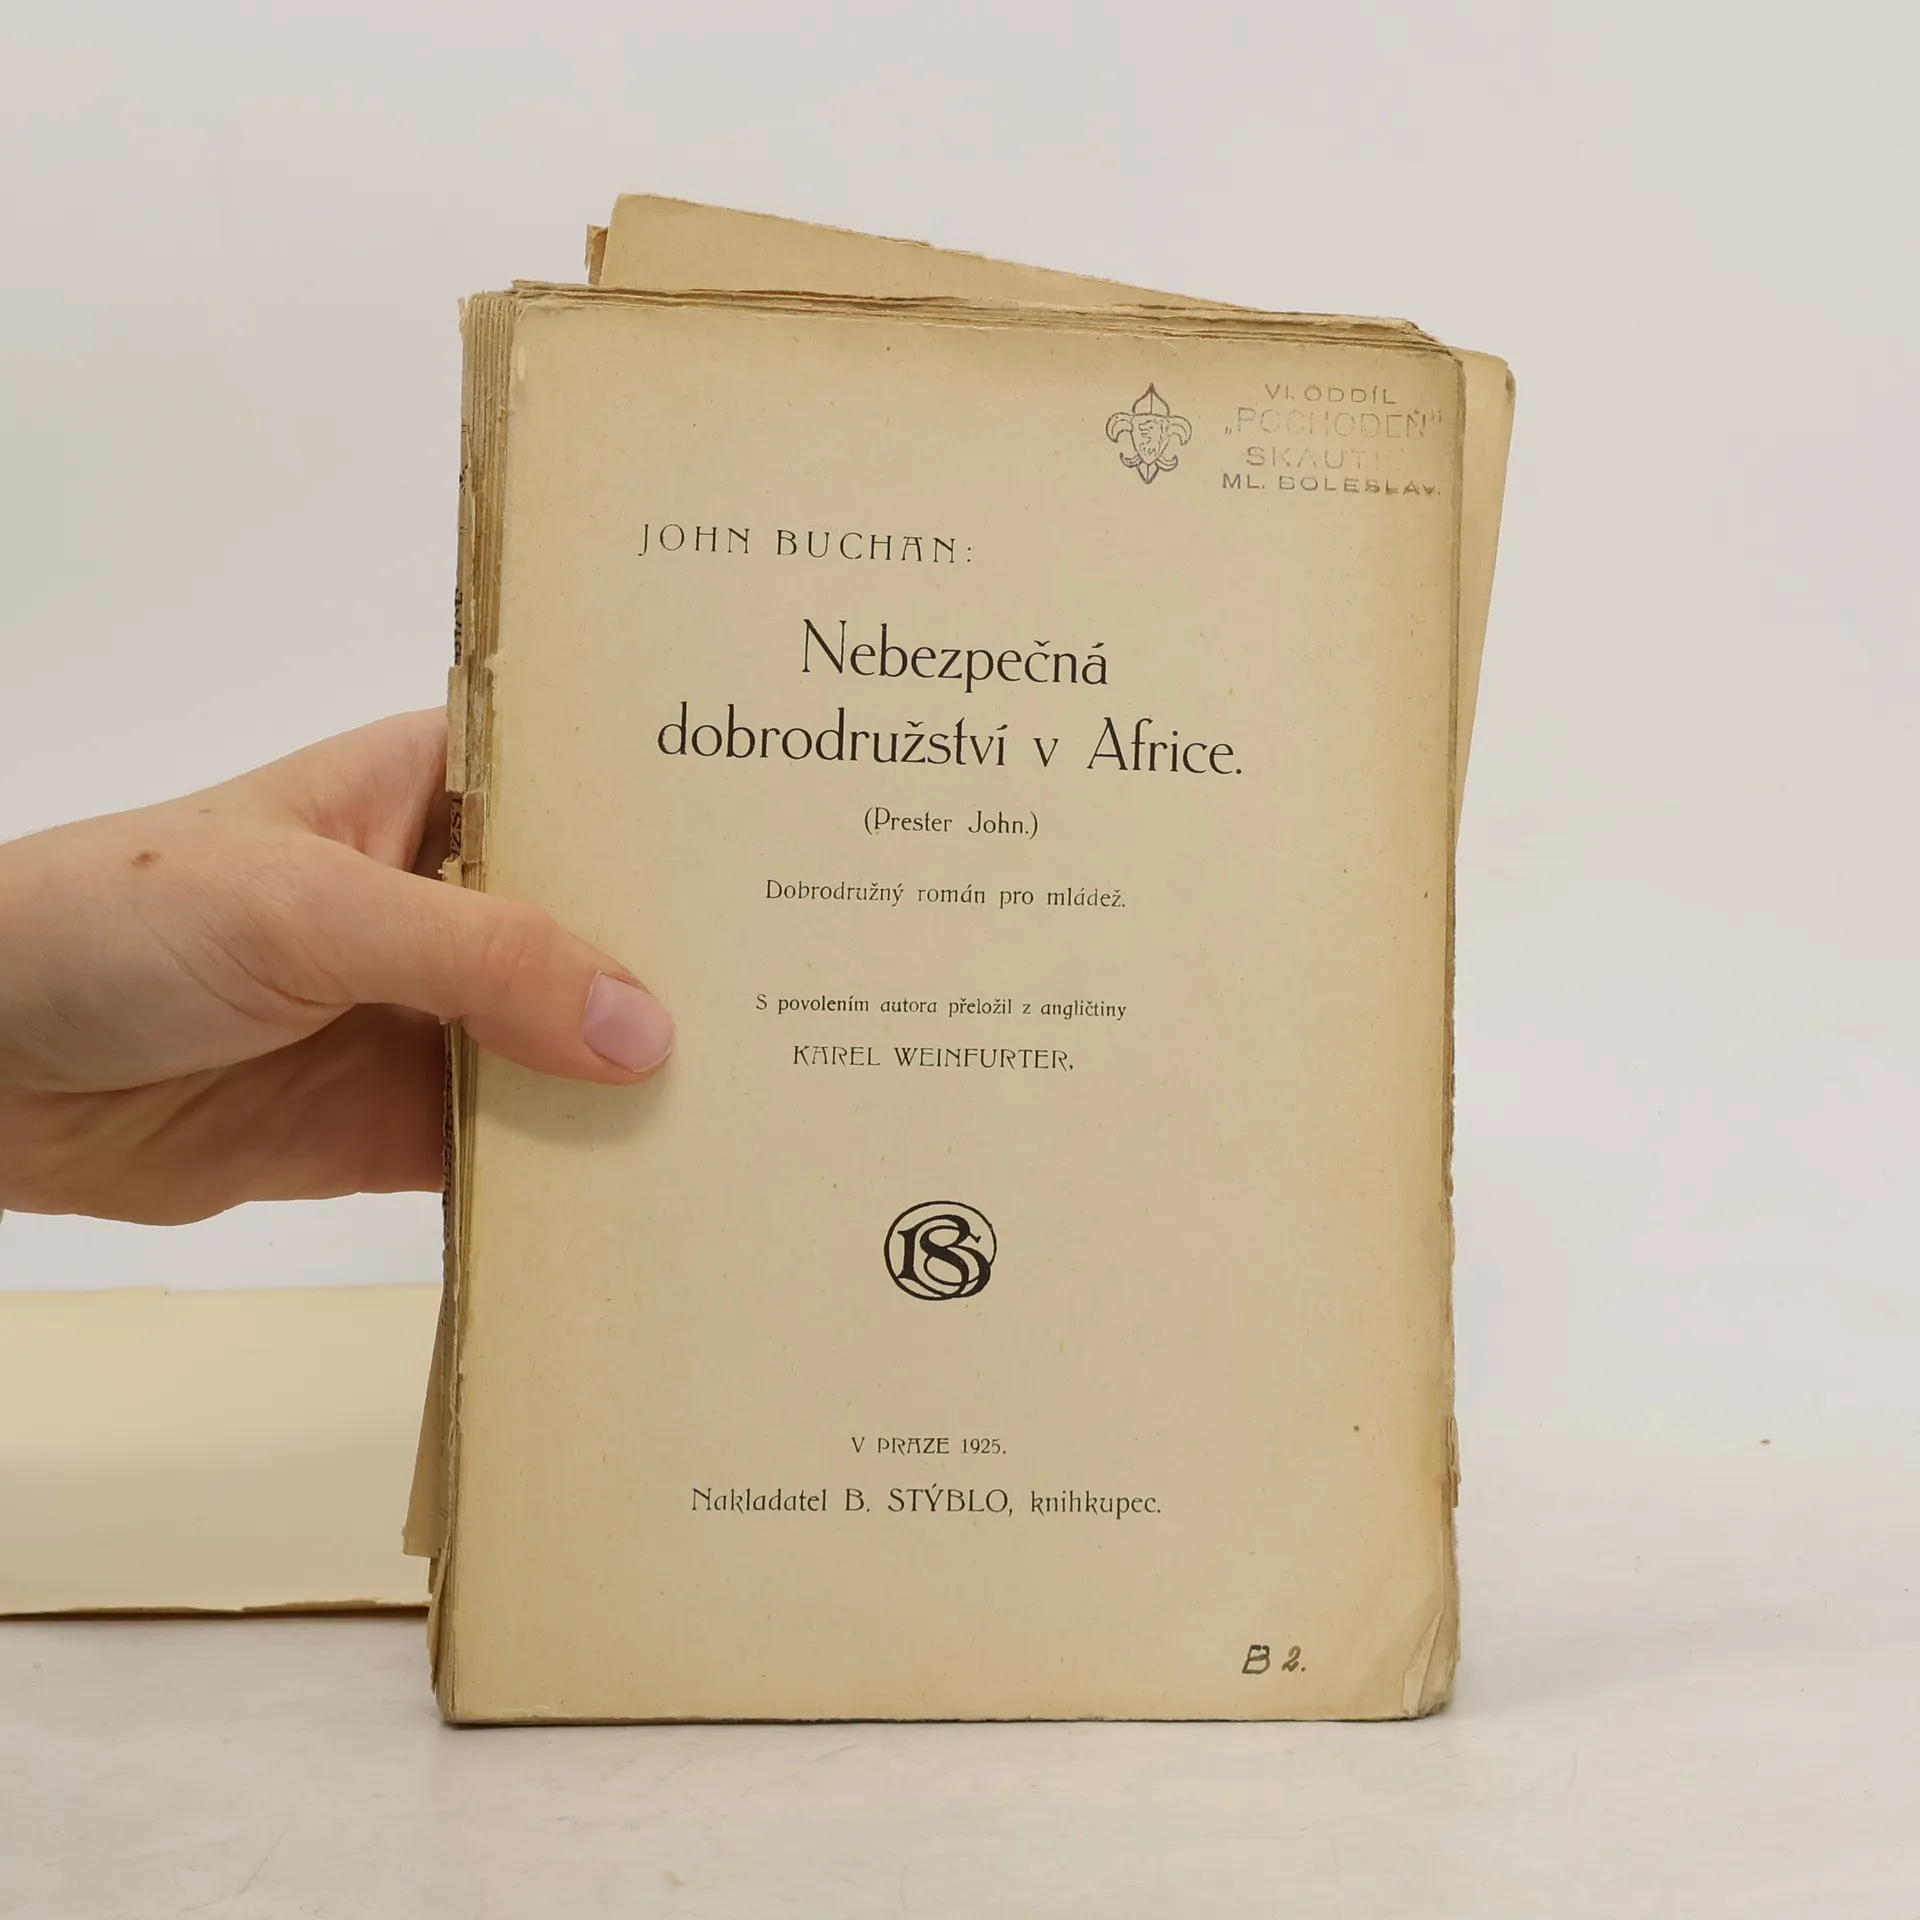 VI. ODDÍL
„POCHODEŇ"
SKAUTI
ML. BOLESLAV.
JOHN BUCHAN:
Nebezpečná
dobrodružství v Africe.
(Prester John.)
Dobrodružný román pro mládež.
S povolením autora přeložil z angličtiny
KAREL WEINFURTER.
BS
V PRAZE 1925.
Nakladatel B. STÝBLO, knihkupec.
B 2.